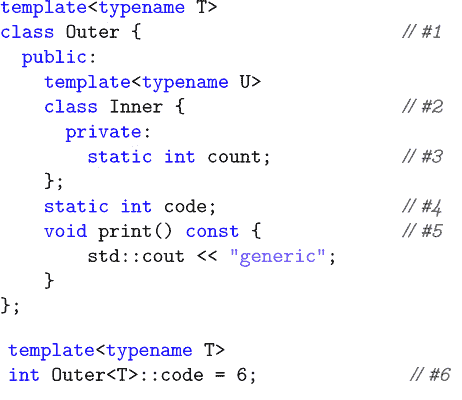 template<typename T>
class Outer { // #1
  public:
    template<typename U>
    class Inner { // #2
      private:
        static int count; // #3
    };
    static int code; // #4
    void print() const { // #5
        std::cout << "generic";
    }
};
template<typename T>
int Outer<T>::code = 6; // #6